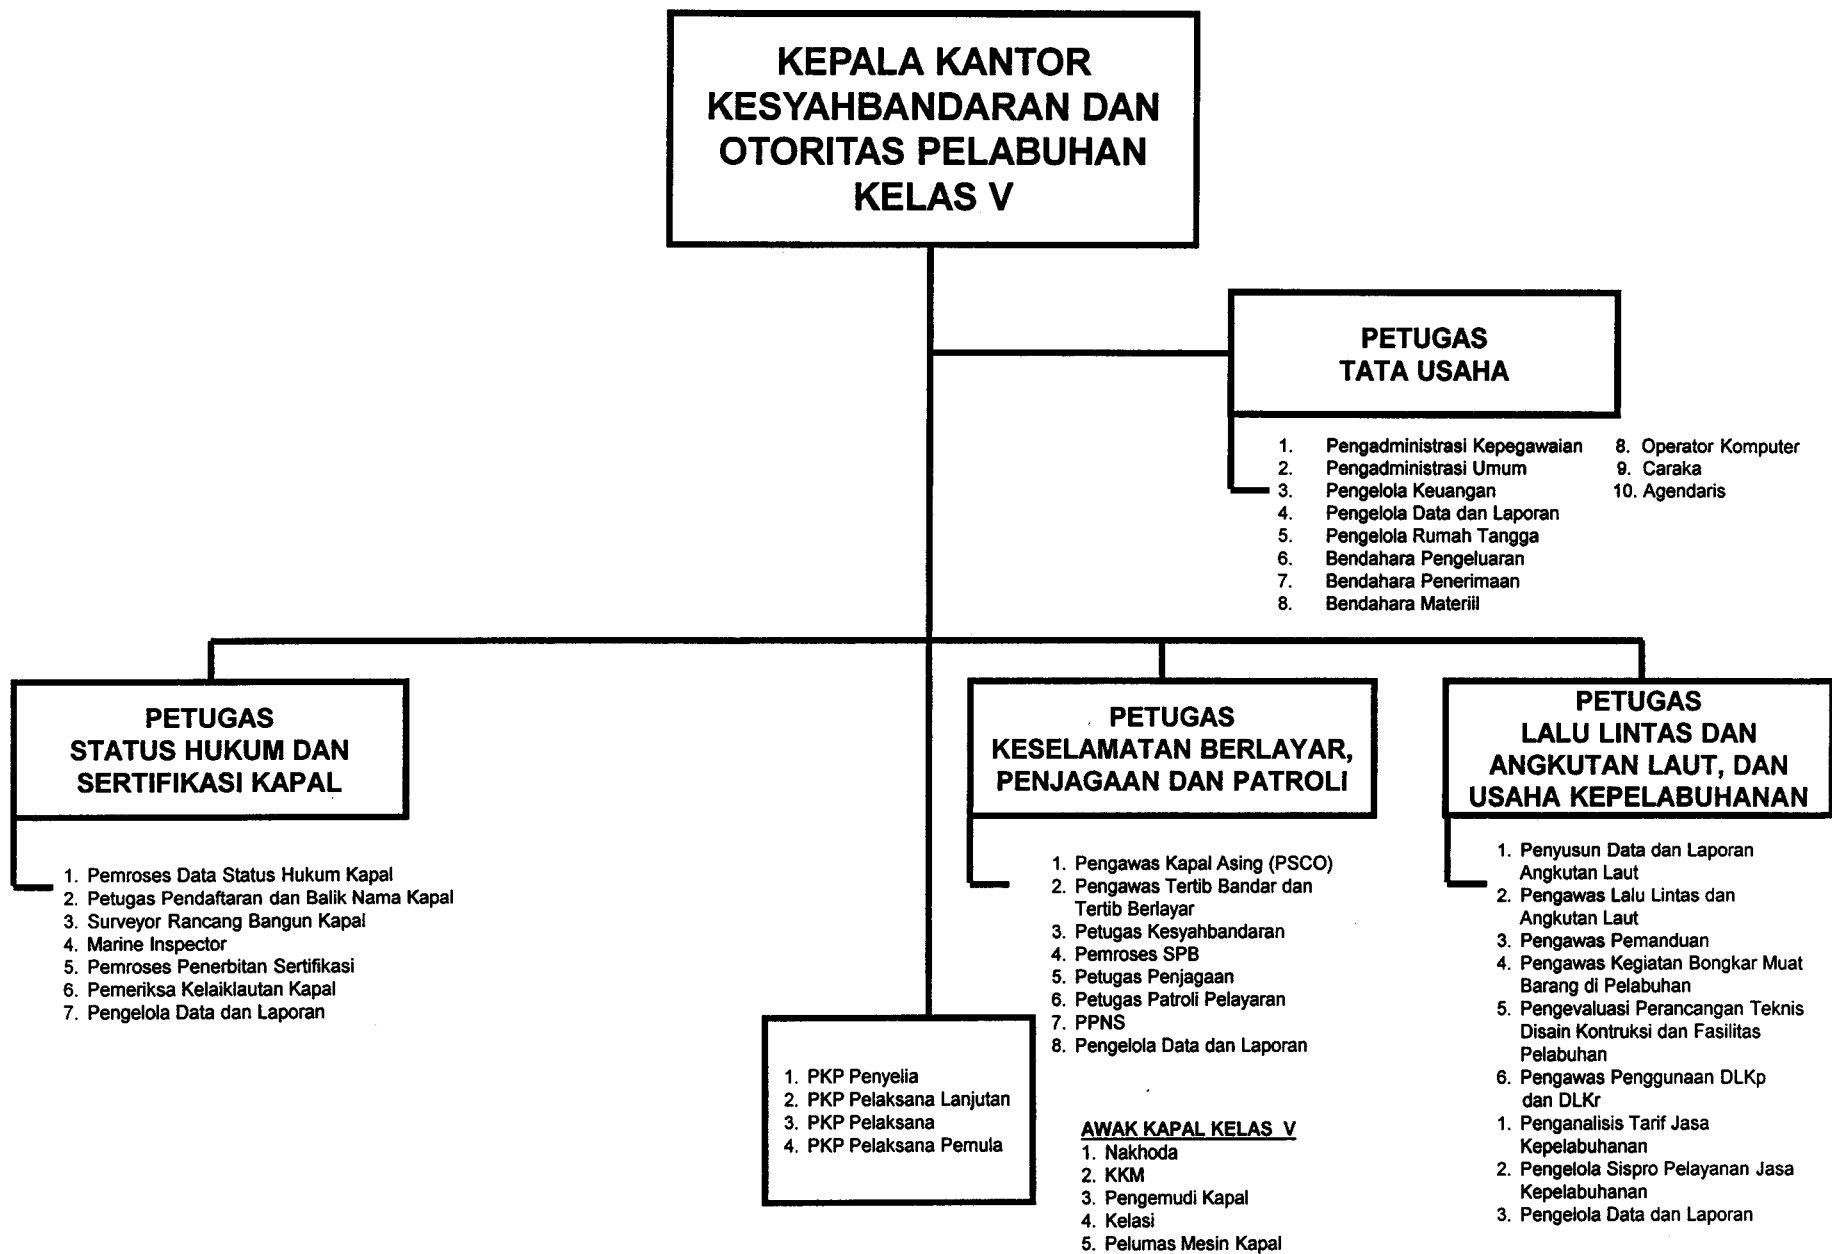 KEPALA KANTOR
KESYAHBANDARAN DAN
OTORITAS PELABUHAN
KELAS V
PETUGAS
TATA USAHA
1. Pengadministrasi Kepegawaian
2. Pengadministrasi Umum
3. Pengelola Keuangan
4. Pengelola Data dan Laporan
5. Pengelola Rumah Tangga
6. Bendahara Pengeluaran
7. Bendahara Penerimaan
8. Bendahara Materiil
8. Operator Komputer
9. Caraka
10. Agendaris
PETUGAS
STATUS HUKUM DAN
SERTIFIKASI KAPAL
1. Pemroses Data Status Hukum Kapal
2. Petugas Pendaftaran dan Balik Nama Kapal
3. Surveyor Rancang Bangun Kapal
4. Marine Inspector
5. Pemroses Penerbitan Sertifikasi
6. Pemeriksa Kelaiklautan Kapal
7. Pengelola Data dan Laporan
1. PKP Penyelia
2. PKP Pelaksana Lanjutan
3. PKP Pelaksana
4. PKP Pelaksana Pemula
PETUGAS
KESELAMATAN BERLAYAR,
PENJAGAAN DAN PATROLI
1. Pengawas Kapal Asing (PSCO)
2. Pengawas Tertib Bandar dan
Tertib Berlayar
3. Petugas Kesyahbandaran
4. Pemroses SPB
5. Petugas Penjagaan
6. Petugas Patroli Pelayaran
7. PPNS
8. Pengelola Data dan Laporan
AWAK KAPAL KELAS V
1. Nakhoda
2. KKM
3. Pengemudi Kapal
4. Kelasi
5. Pelumas Mesin Kapal
PETUGAS
LALU LINTAS DAN
ANGKUTAN LAUT, DAN
USAHA KEPELABUHANAN
1. Penyusun Data dan Laporan
Angkutan Laut
2. Pengawas Lalu Lintas dan
Angkutan Laut
3. Pengawas Pemanduan
4. Pengawas Kegiatan Bongkar Muat
Barang di Pelabuhan
5. Pengevaluasi Perancangan Teknis
Disain Kontruksi dan Fasilitas
Pelabuhan
6. Pengawas Penggunaan DLKp
dan DLKr
1. Penganalisis Tarif Jasa
Kepelabuhanan
2. Pengelola Sispro Pelayanan Jasa
Kepelabuhanan
3. Pengelola Data dan Laporan